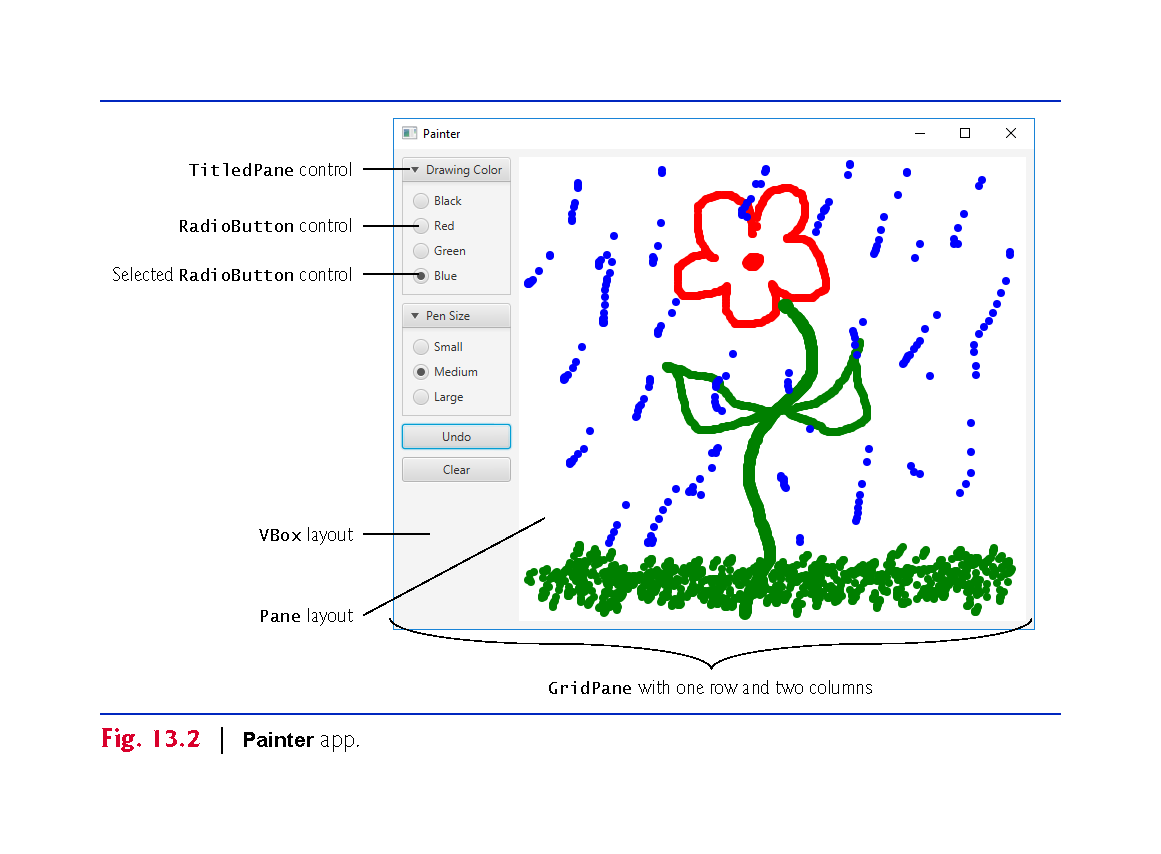 Painter
TitledPane control
Drawing Color
Black
RadioButton control
Red
Green
Selected RadioButton control
Blue
Pen Size
Small
Medium
Large
Undo
Clear
VBox layout
Pane layout
GridPane with one row and two columns
Fig. 13.2 | Painter app.